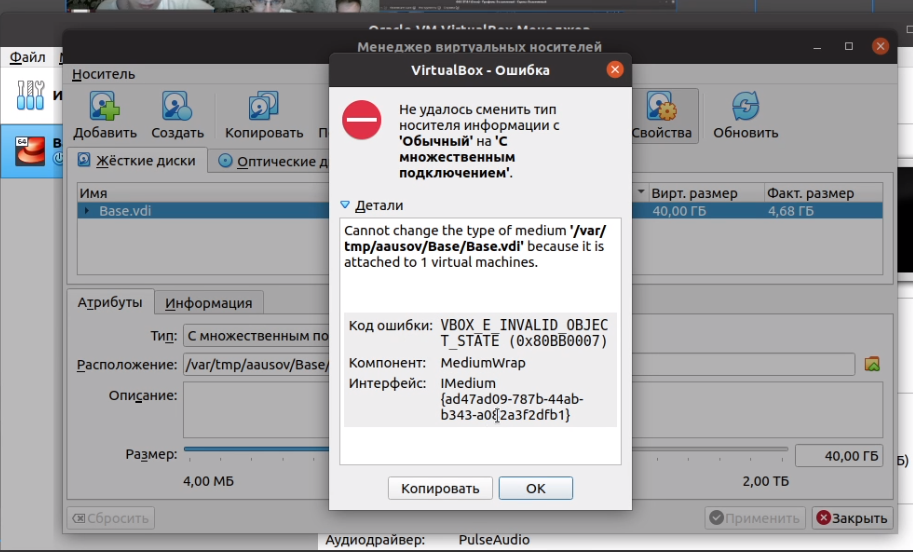 Oracle VM VirtualBox Менеджер
Файл
Менеджер виртуальных носителей
Носитель
Добавить
Создать
Копировать
Свойства
Обновить
Жёсткие диски
Оптические д
Имя
Вирт. размер
Факт. размер
Base.vdi
40,00 ГБ
4,68 ГБ
Атрибуты
Информация
Тип:
С множественным по
Расположение:
/var/tmp/aausov/Base/
Описание:
Размер:
40,00 ГБ
4,00 МБ
2,00 ТБ
Сбросить
Применить
Закрыть
Аудиодрайвер:
PulseAudio
64
Б)
VirtualBox - Ошибка
Не удалось сменить тип
носителя информации с
'Обычный' на 'С
множественным
подключением'.
Детали
Cannot change the type of medium '/var/
tmp/aausov/Base/Base.vdi' because it is
attached to 1 virtual machines.
Код ошибки: VBOX_E_INVALID_OBJEC
T_STATE (0x80BB0007)
Компонент: MediumWrap
Интерфейс: IMedium
{ad47ad09-787b-44ab-
b343-a082a3f2dfb1}
Копировать
OK